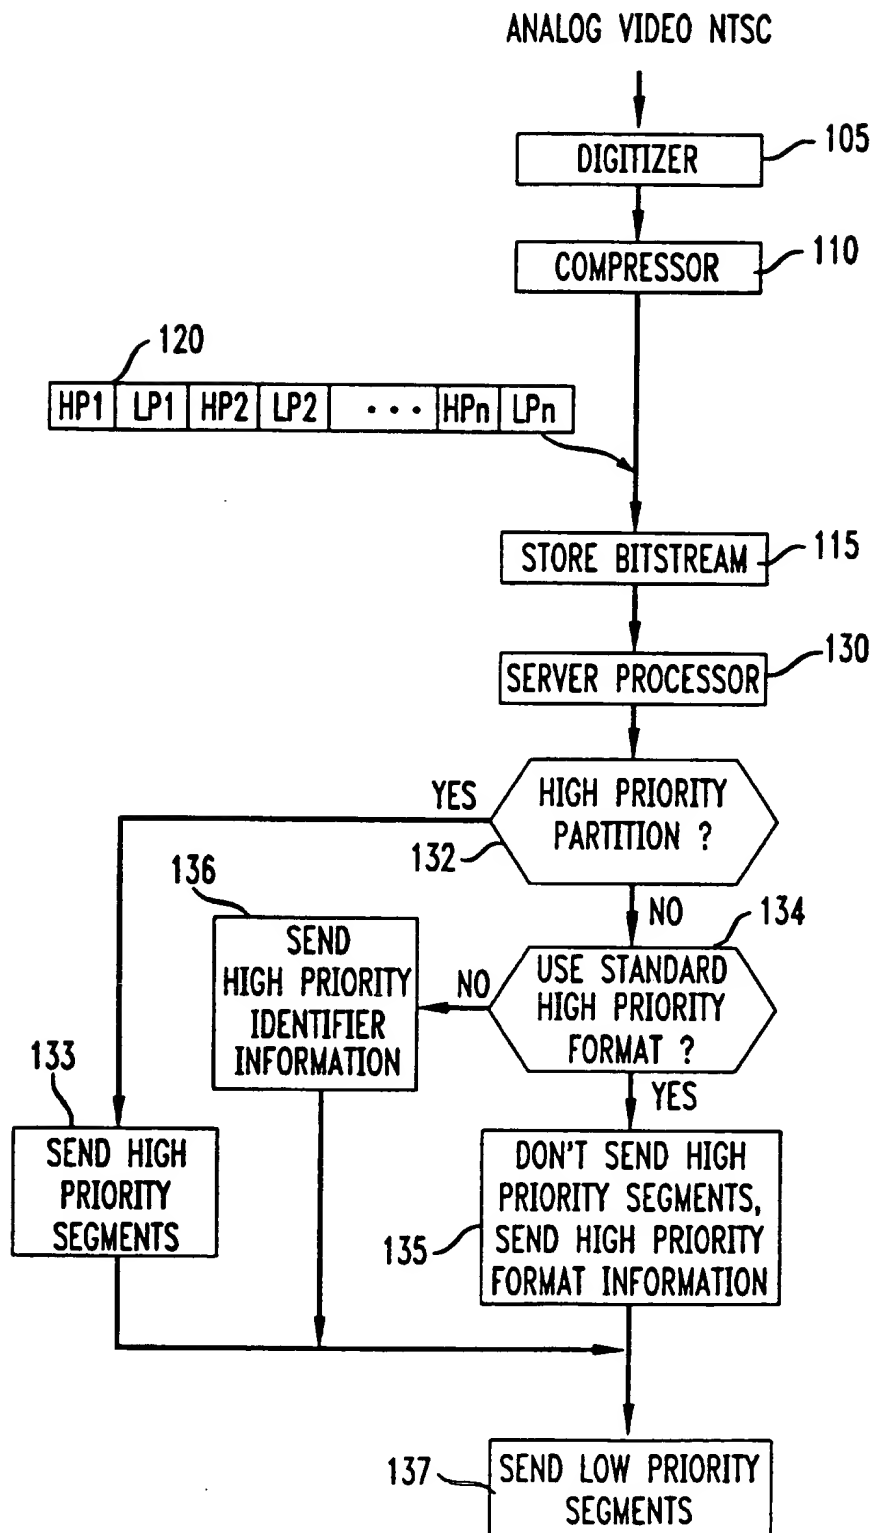 ANALOG VIDEO NTSC
DIGITIZER
105
COMPRESSOR
110
120
HP1 LP1 HP2 LP2 ... HPn LPn
STORE BITSTREAM
115
SERVER PROCESSOR
130
HIGH PRIORITY
PARTITION ?
132
YES
NO
134
USE STANDARD
HIGH PRIORITY
FORMAT ?
NO
YES
136
SEND
HIGH PRIORITY
IDENTIFIER
INFORMATION
133
SEND HIGH
PRIORITY
SEGMENTS
DON'T SEND HIGH
PRIORITY SEGMENTS,
SEND HIGH PRIORITY
FORMAT INFORMATION
135
137
SEND LOW PRIORITY
SEGMENTS